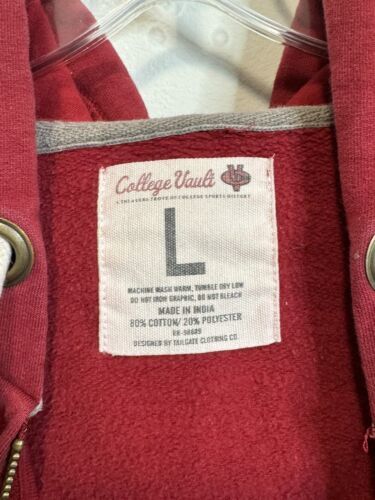 College Vault CV
A TREASURE TROVE OF COLLEGE SPORTS HISTORY
L
MACHINE WASH WARM, TUMBLE DRY LOW
DO NOT IRON GRAPHIC, DO NOT BLEACH
MADE IN INDIA
80% COTTON/ 20% POLYESTER
DESIGNED BY TAILGATE CLOTHING CO.